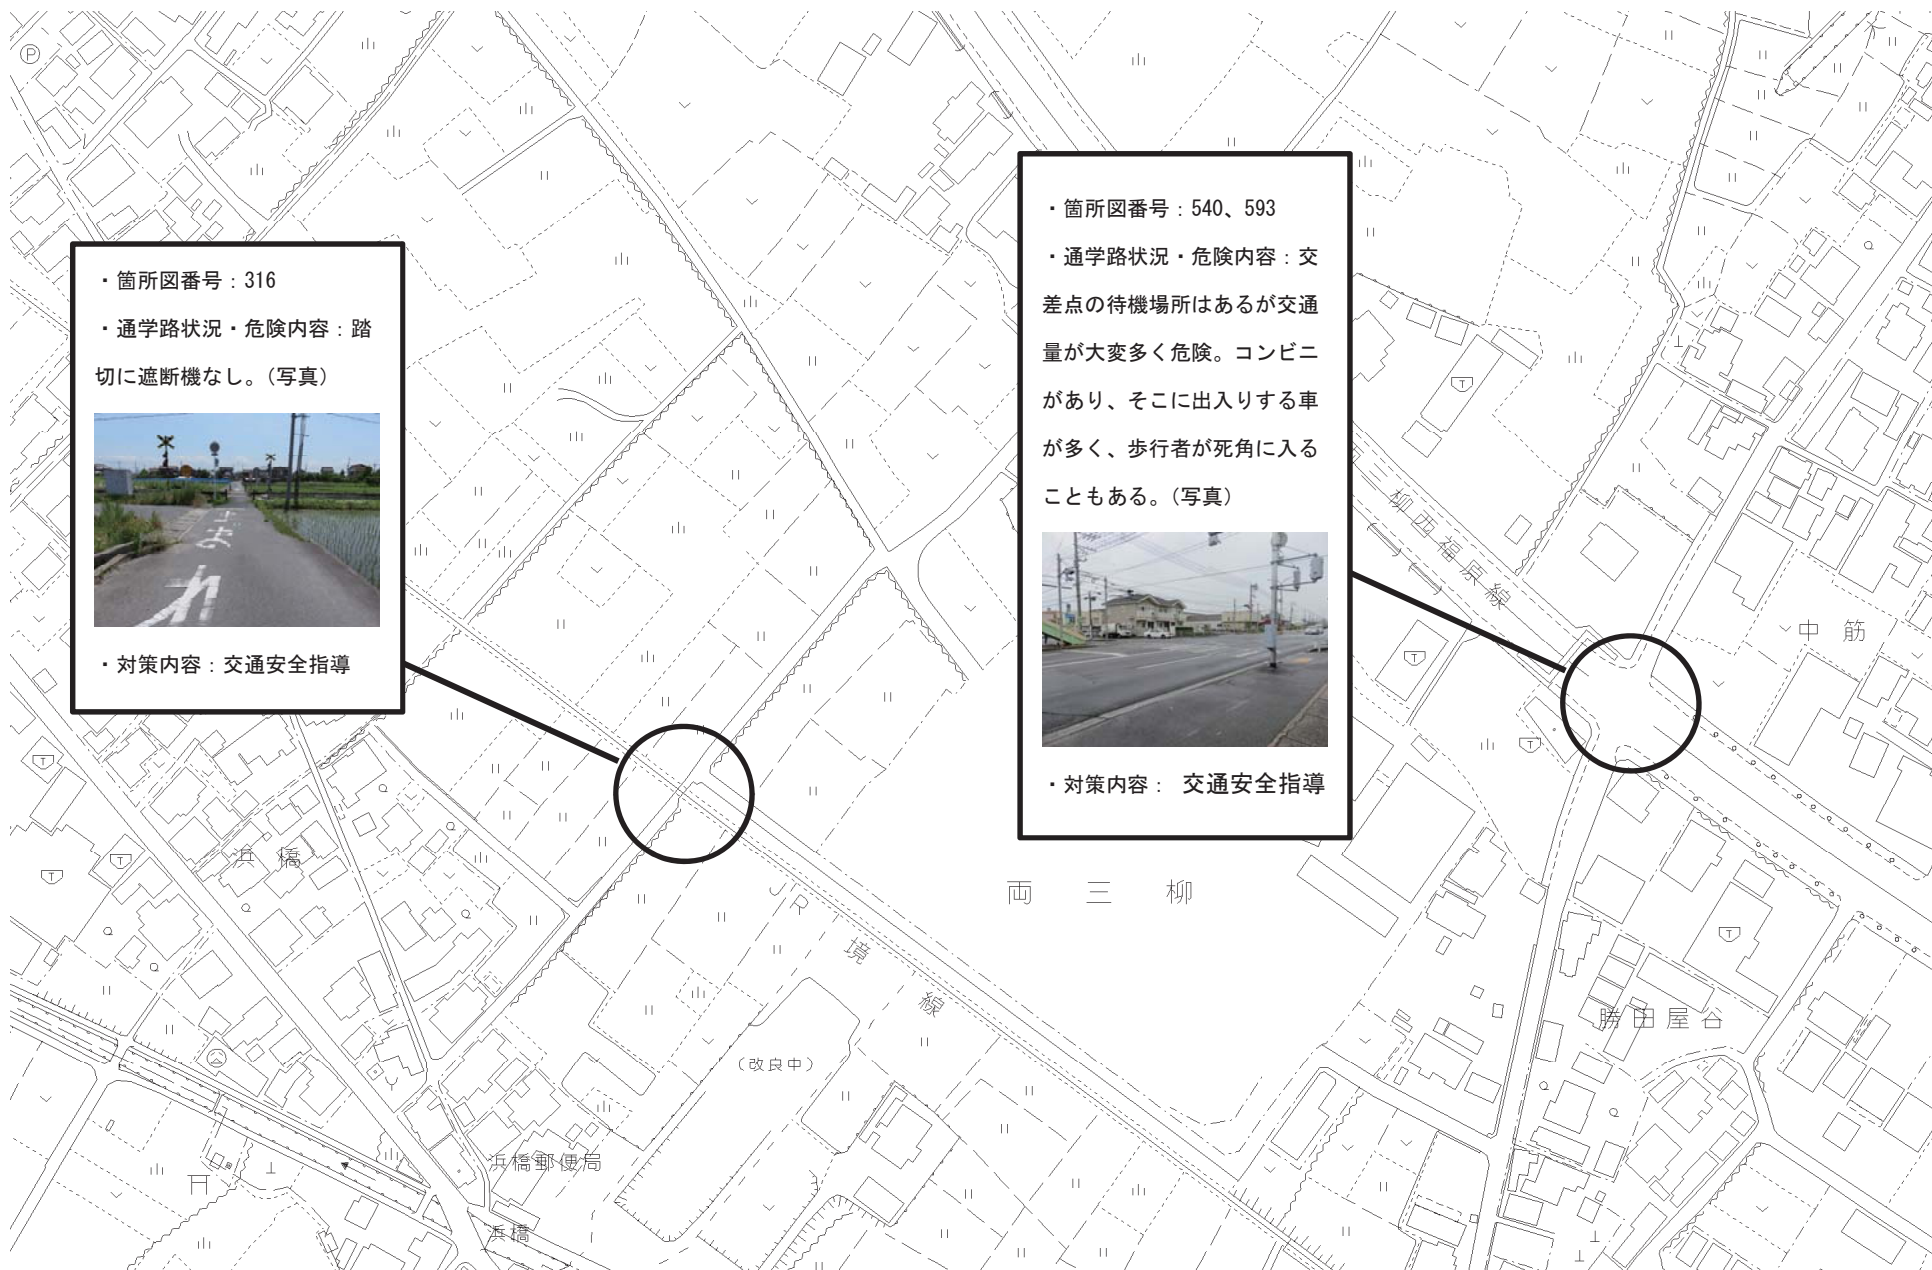 ・箇所図番号：316
・通学路状況・危険内容：踏
切に遮断機なし。（写真）
・対策内容：交通安全指導
・箇所図番号：540、593
・通学路状況・危険内容：交
差点の待機場所はあるが交通
量が大変多く危険。コンビニ
があり、そこに出入りする車
が多く、歩行者が死角に入る
こともある。（写真）
・対策内容： 交通安全指導
三柳西福原線
中筋
両三柳
浜橋
JR境線
勝田屋谷
（改良中）
浜橋郵便局
浜橋
P
T
T
T
T
T
T
T